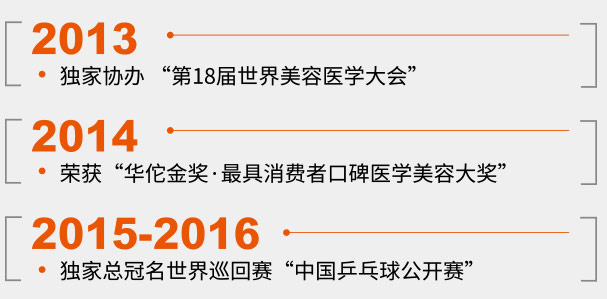 2013
• 独家协办 “第18届世界美容医学大会”
2014
• 荣获“华佗金奖·最具消费者口碑医学美容大奖”
2015-2016
• 独家总冠名世界巡回赛“中国乒乓球公开赛”